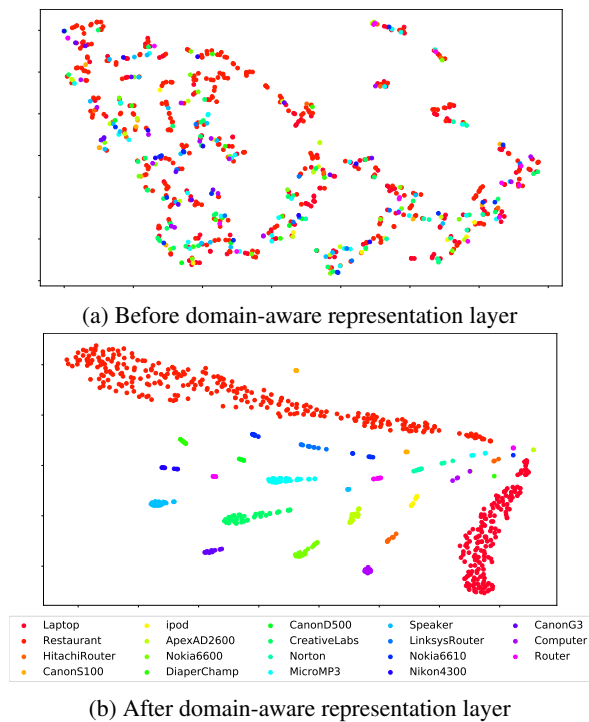 (a) Before domain-aware representation layer
Laptop ipod CanonD500 Speaker CanonG3
Restaurant ApexAD2600 CreativeLabs LinksysRouter Computer
HitachiRouter Nokia6600 Norton Nokia6610 Router
CanonS100 DiaperChamp MicroMP3 Nikon4300
(b) After domain-aware representation layer